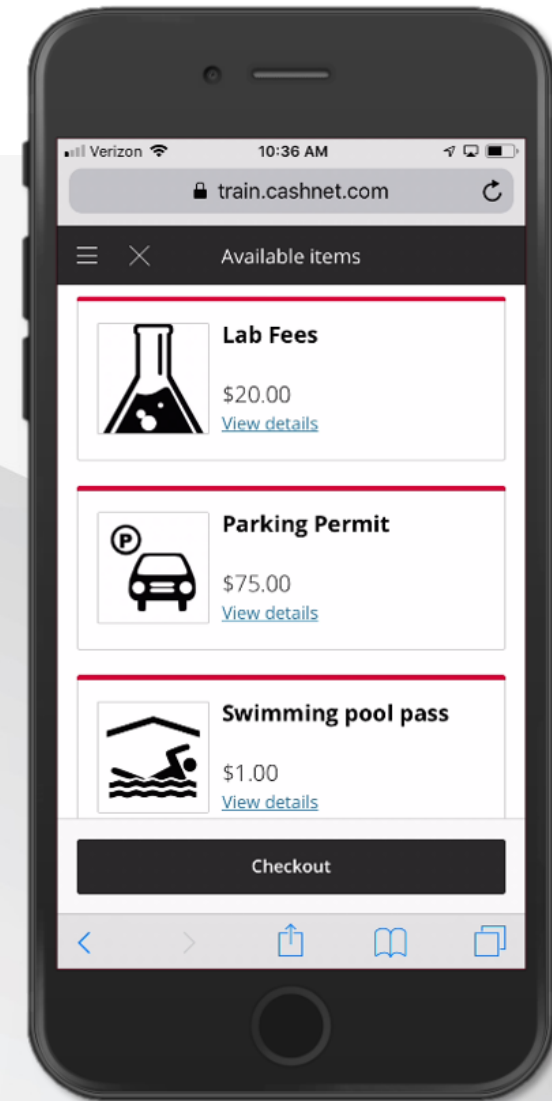 Verizon 10:36 AM
train.cashnet.com
Available items
Lab Fees
$20.00
View details
P
Parking Permit
$75.00
View details
Swimming pool pass
$1.00
View details
Checkout